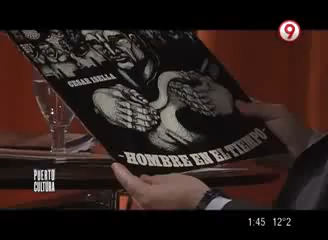 9
CESAR ISELLA
-HOMBRE EN EL TIEMPO-
PUERTO
CULTURA
1:45 12°2